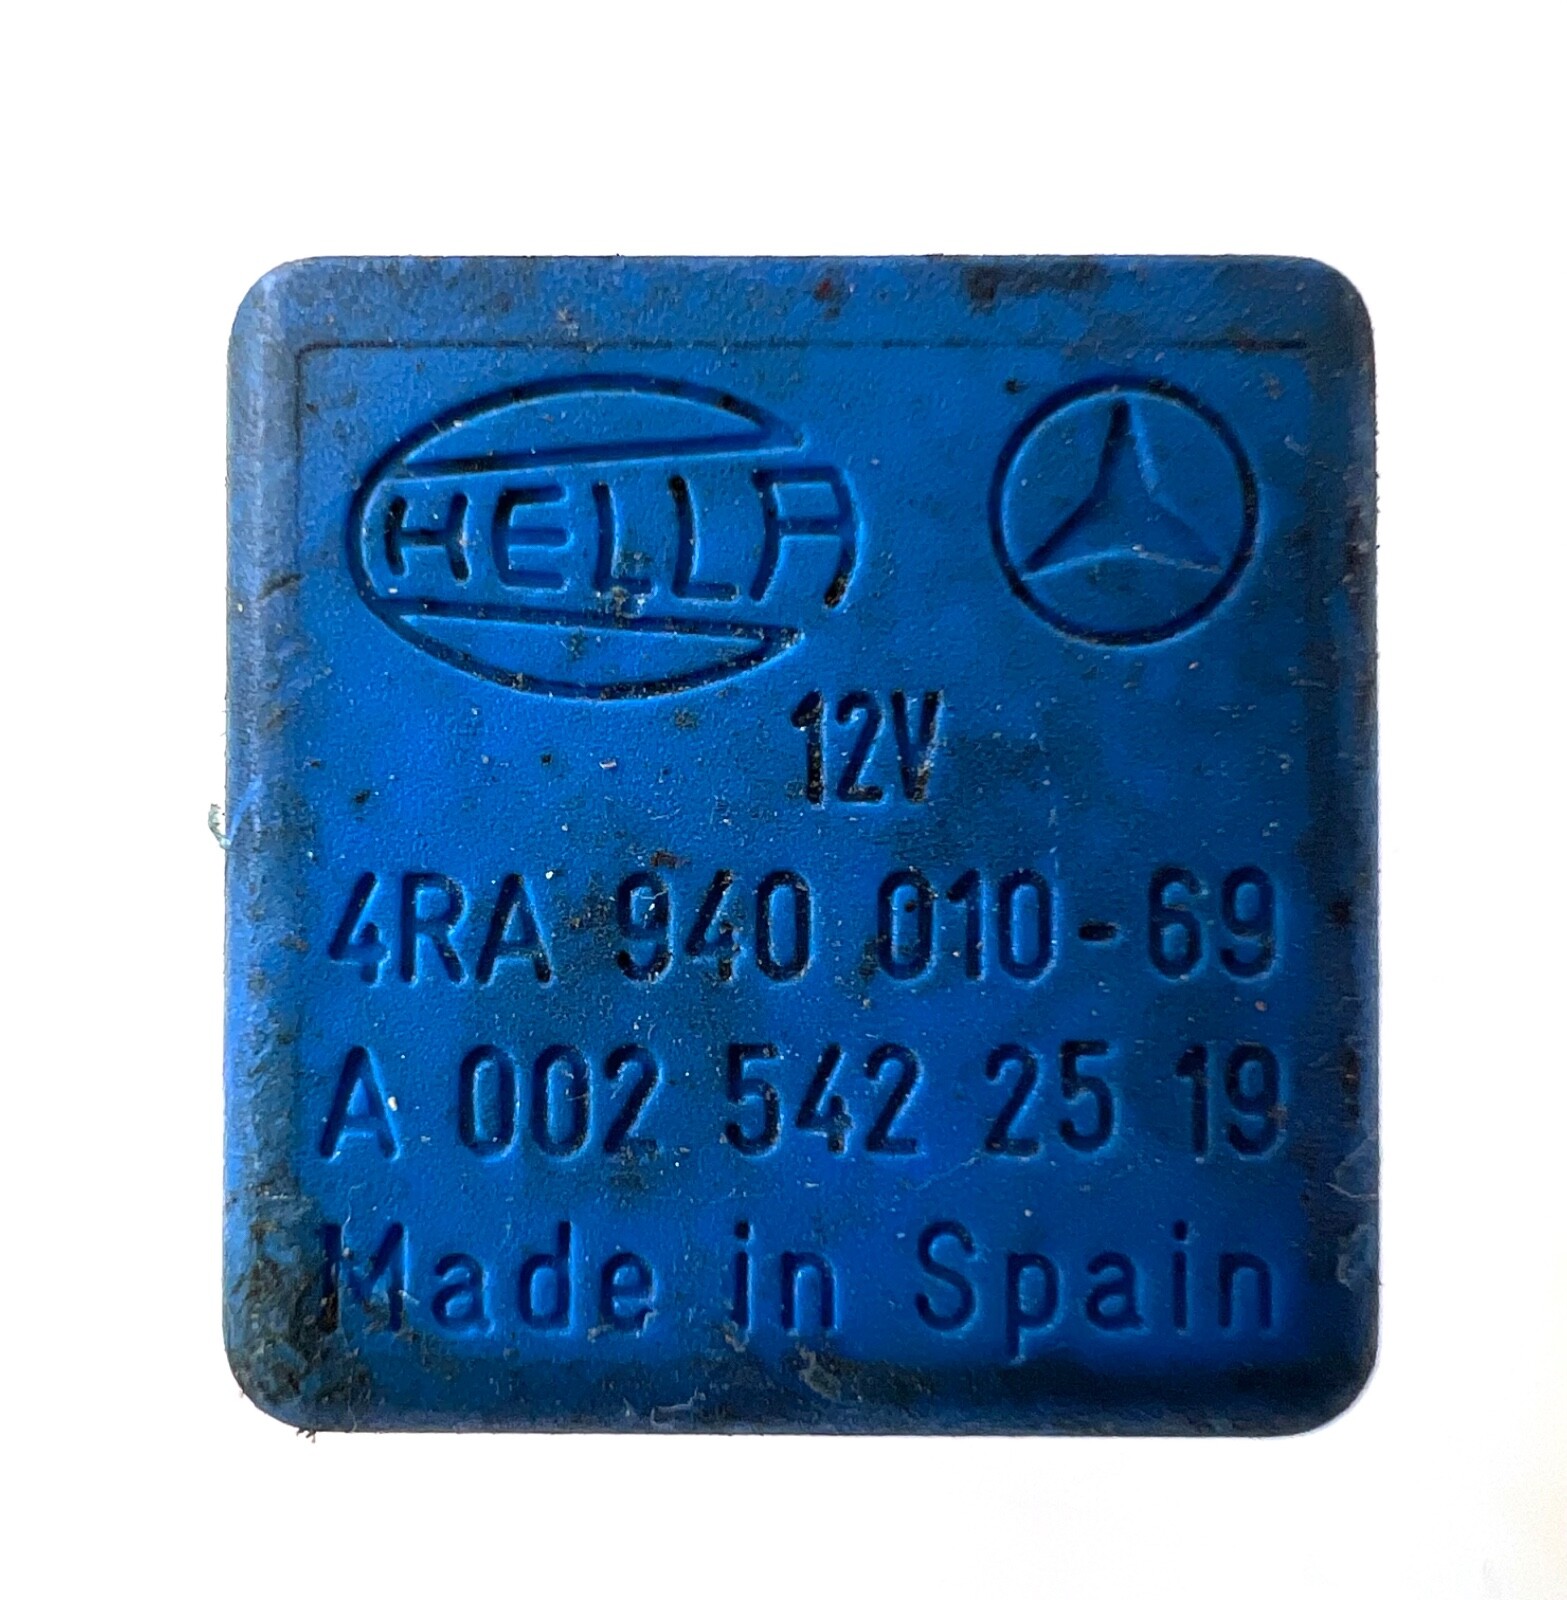 HELLA
12V
4RA 940 010-69
A 002 542 25 19
Made in Spain